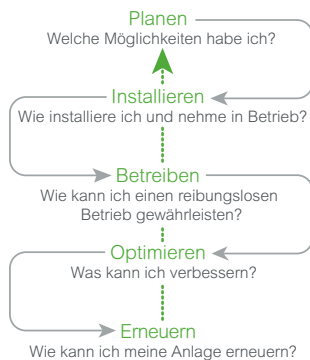 Planen
Welche Möglichkeiten habe ich?
Installieren
Wie installiere ich und nehme in Betrieb?
Betreiben
Wie kann ich einen reibungslosen
Betrieb gewährleisten?
Optimieren
Was kann ich verbessern?
Erneuern
Wie kann ich meine Anlage erneuern?